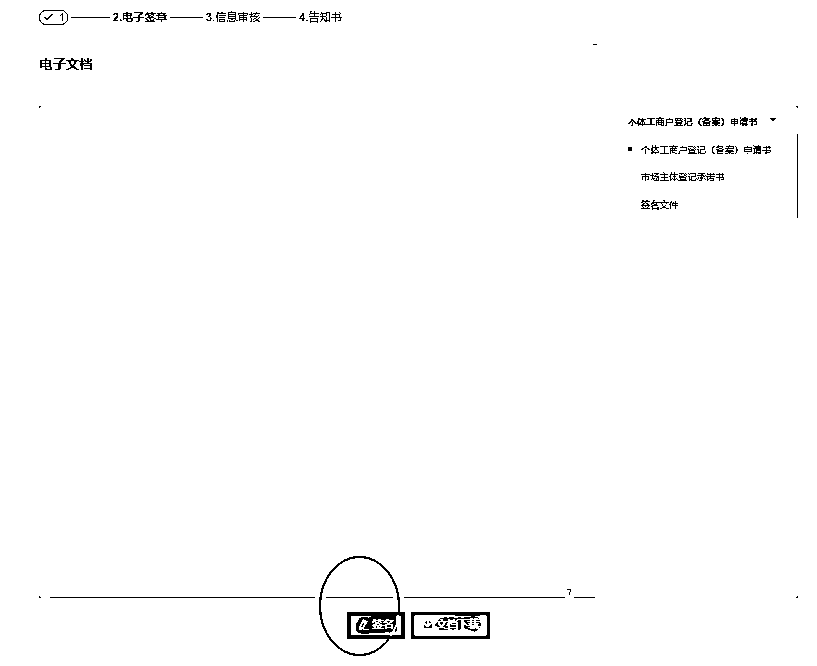 1 2.电子签章 3.信息审核 4.告知书
电子文档
个体工商户登记（备案）申请书
个体工商户登记（备案）申请书
市场主体登记承诺书
签名文件
签名 文档下载